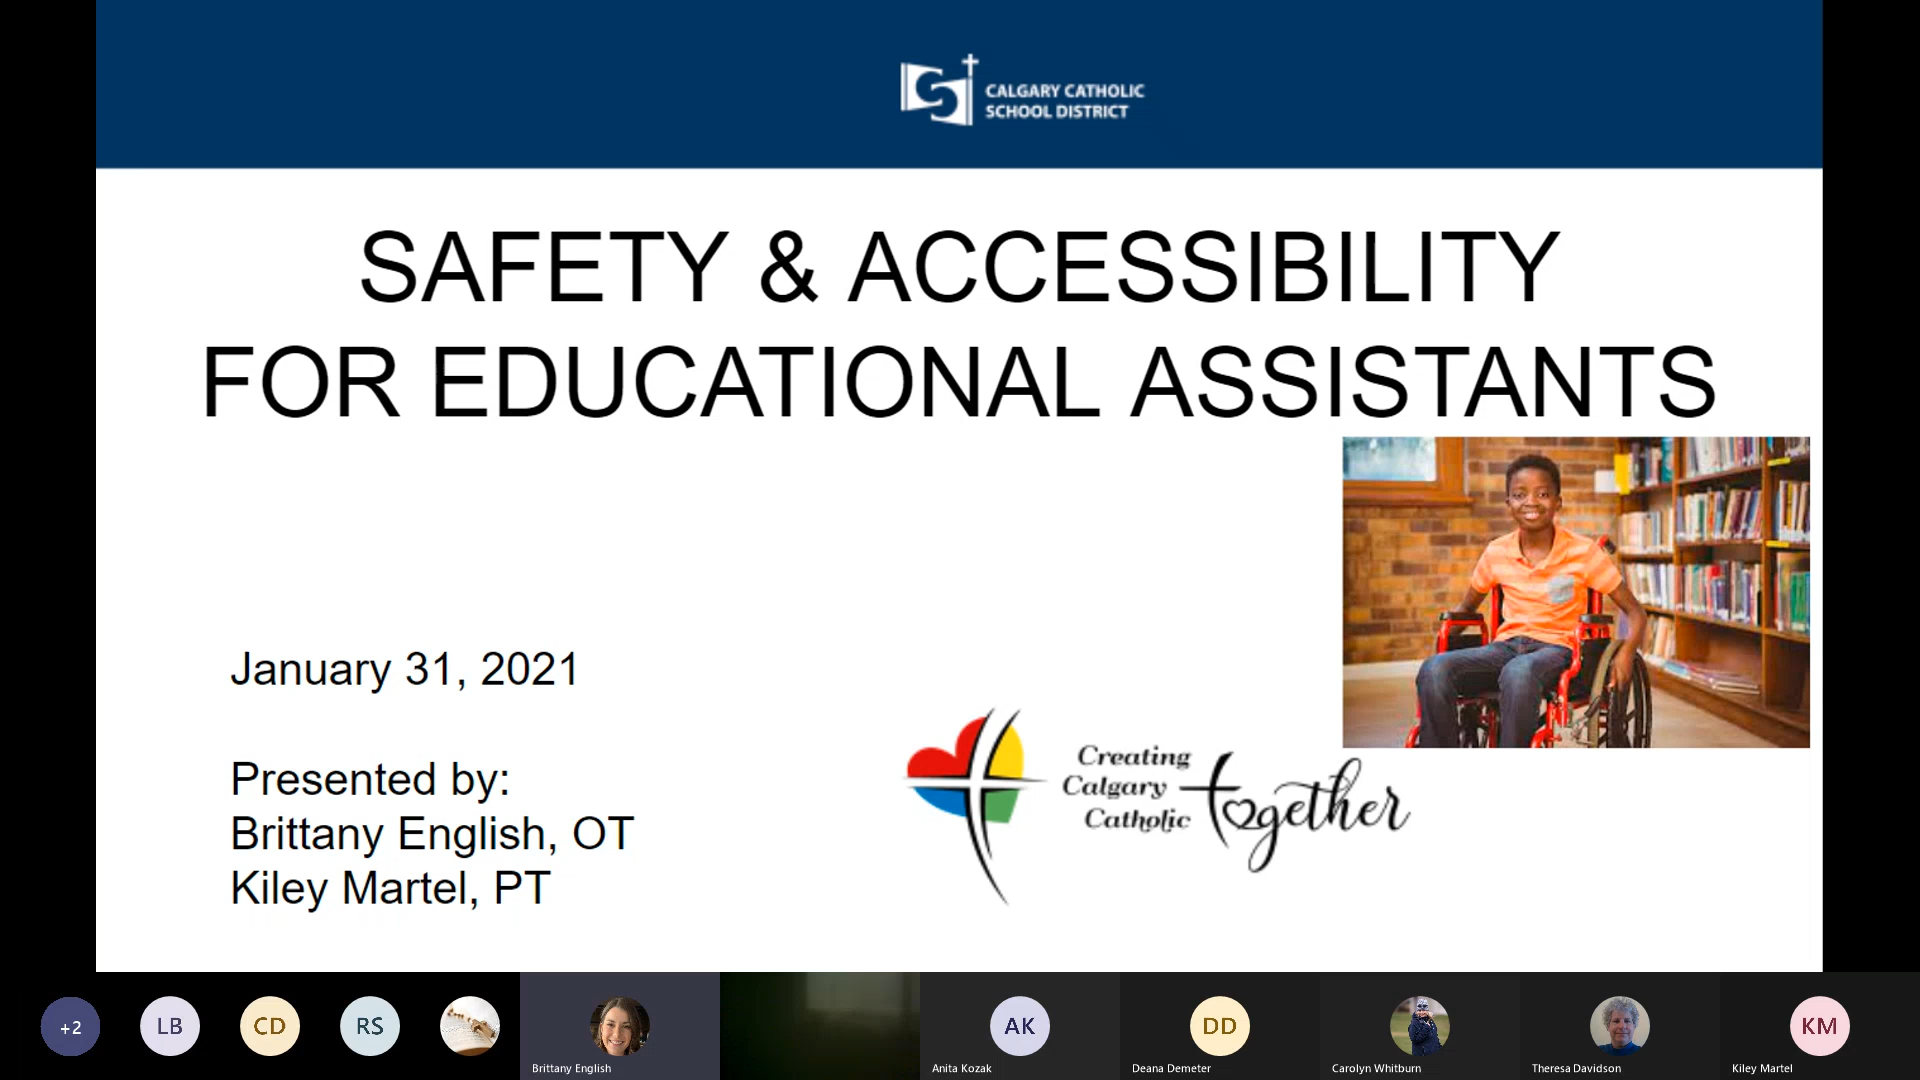 CALGARY CATHOLIC
SCHOOL DISTRICT
SAFETY & ACCESSIBILITY
FOR EDUCATIONAL ASSISTANTS
January 31, 2021
Presented by:
Brittany English, OT
Kiley Martel, PT
Creating
Calgary
Catholic
together
+2
LB
CD
RS
Brittany English
AK
Anita Kozak
DD
Deana Demeter
Carolyn Whitburn
Theresa Davidson
KM
Kiley Martel